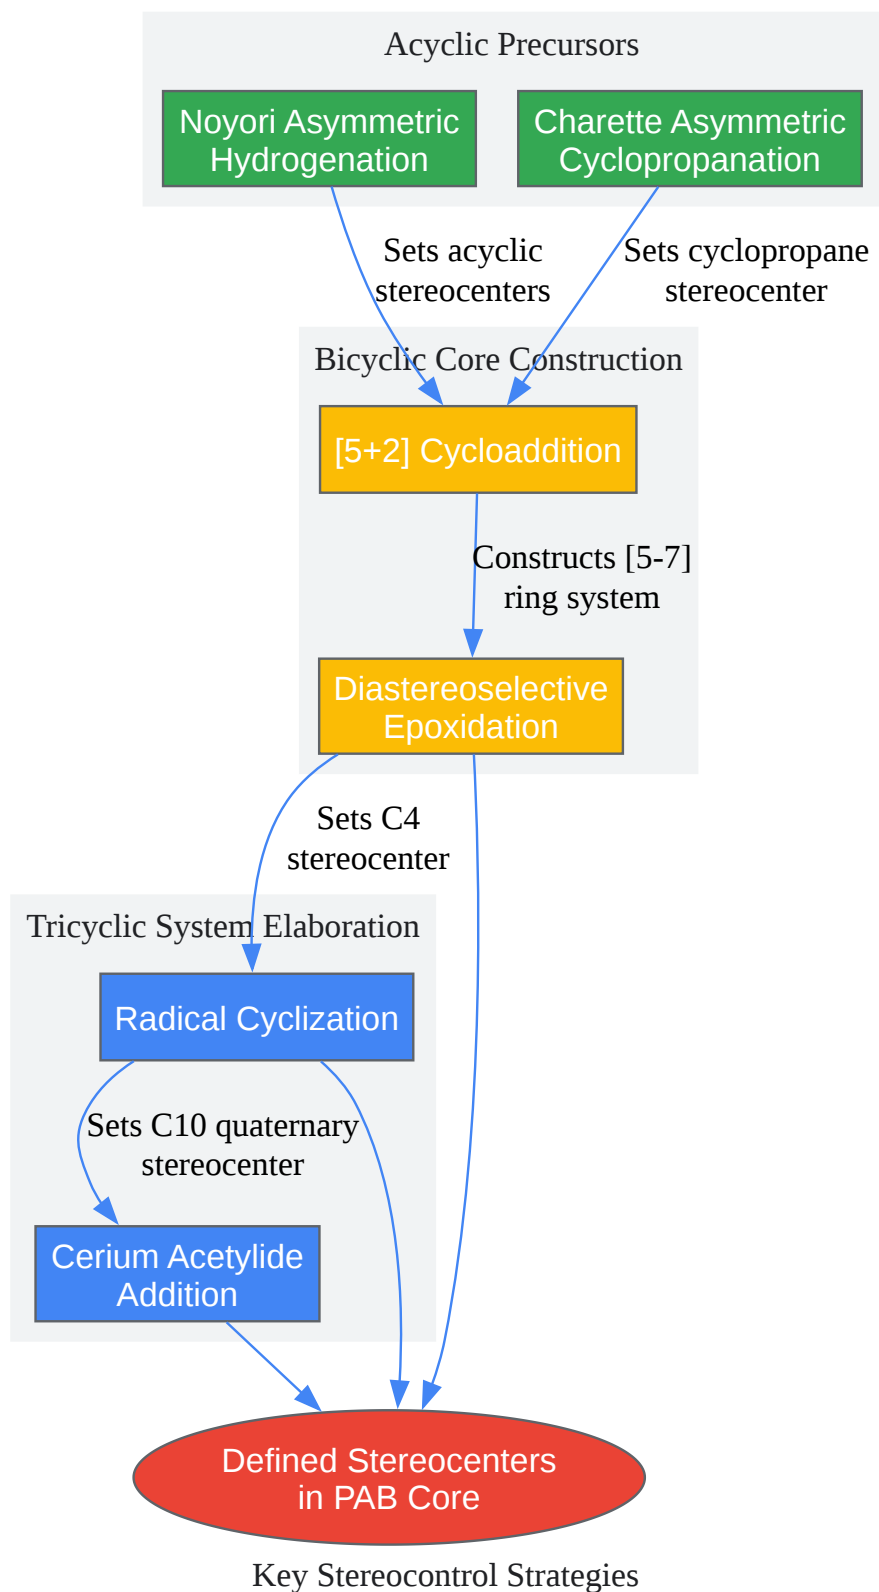 Acyclic Precursors
Noyori Asymmetric
Hydrogenation
Charette Asymmetric
Cyclopropanation
Sets acyclic
stereocenters
Sets cyclopropane
stereocenter
Bicyclic Core Construction
[5+2] Cycloaddition
Constructs [5-7]
ring system
Diastereoselective
Epoxidation
Sets C4
stereocenter
Tricyclic System Elaboration
Radical Cyclization
Sets C10 quaternary
stereocenter
Cerium Acetylide
Addition
Defined Stereocenters
in PAB Core
Key Stereocontrol Strategies